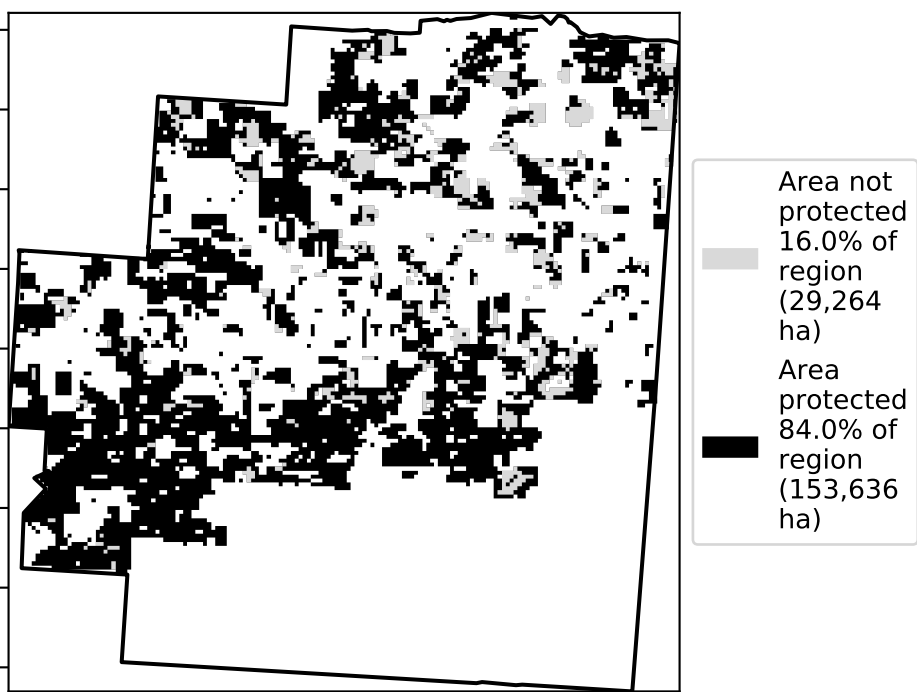 Area not
protected
16.0% of
region
(29,264
ha)
Area
protected
84.0% of
region
(153,636
ha)